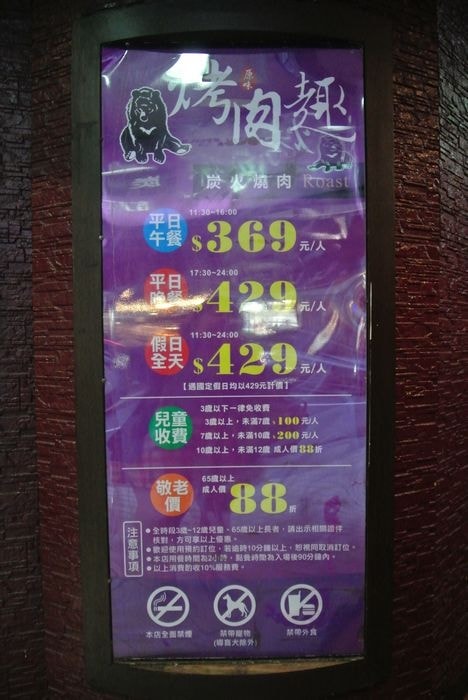 原味
烤肉趣
炭火燒肉 Roast
11:30~16:00
平日
午餐
$369元/人
17:30~24:00
平日
晚餐
$429元/人
11:30~24:00
假日
全天
$429元/人
【遇國定假日均以429元計價】
兒童
收費
3歲以下一律免收費
3歲以上，未滿7歲 $100元/人
7歲以上，未滿10歲 $200元/人
10歲以上，未滿12歲 成人價88折
敬老
價
65歲以上
成人價
88折
注意事項
●全時段3歲~12歲兒童、65歲以上長者，請出示相關證件
核對，方可享以上優惠。
●歡迎使用預約訂位，若逾時10分鐘以上，恕視同取消訂位。
●本店用餐時間為2小時，點餐時間為入場後90分鐘內。
●以上消費酌收10%服務費。
本店全面禁煙
禁帶寵物
(導盲犬除外)
禁帶外食